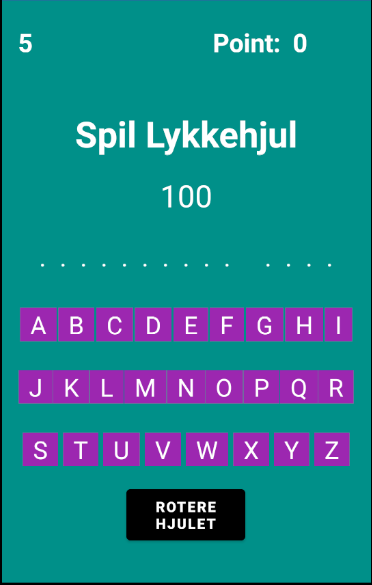 5 Point: 0
Spil Lykkehjul
100
. . . . . . . . . . . . . .
A B C D E F G H I
J K L M N O P Q R
S T U V W X Y Z
ROTERE
HJULET